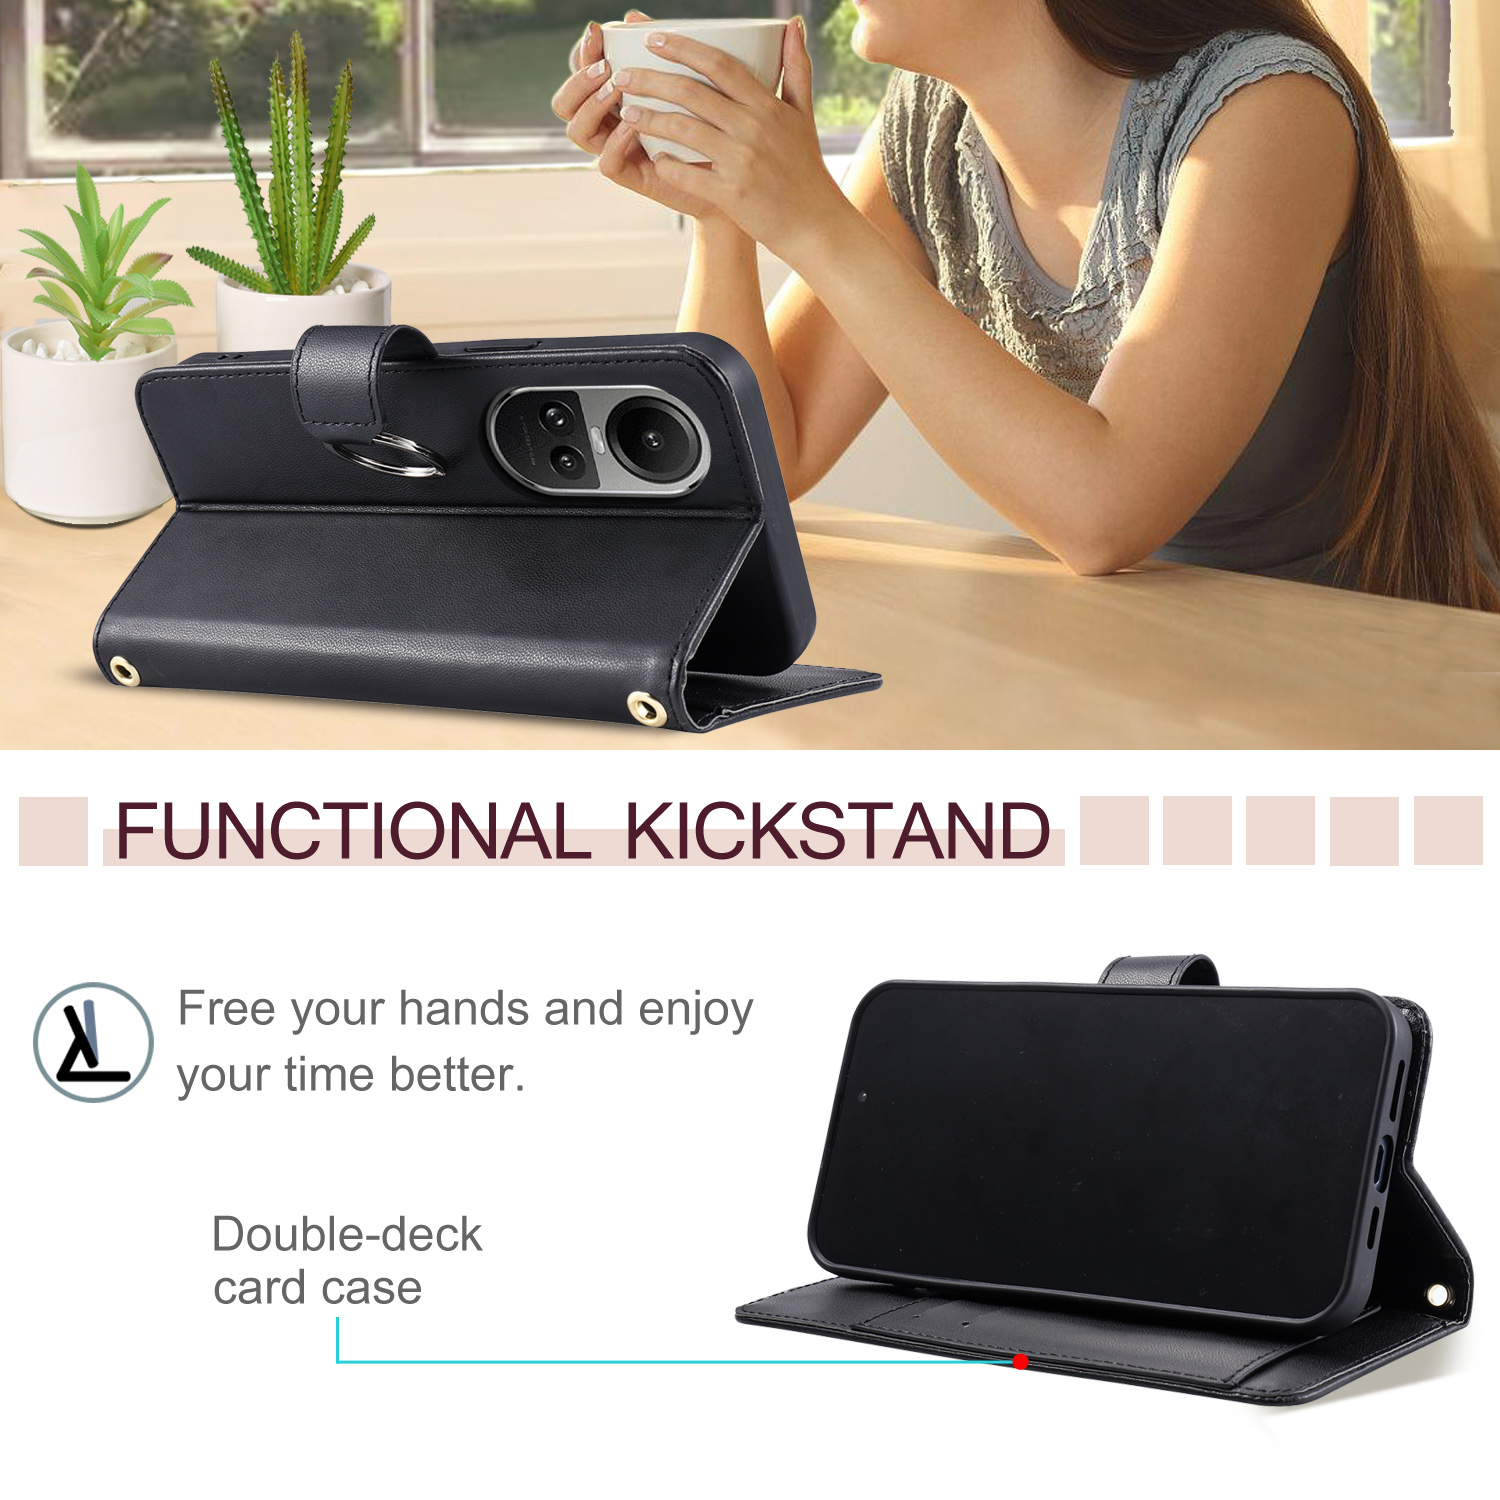 FUNCTIONAL KICKSTAND
Free your hands and enjoy
your time better.
Double-deck
card case